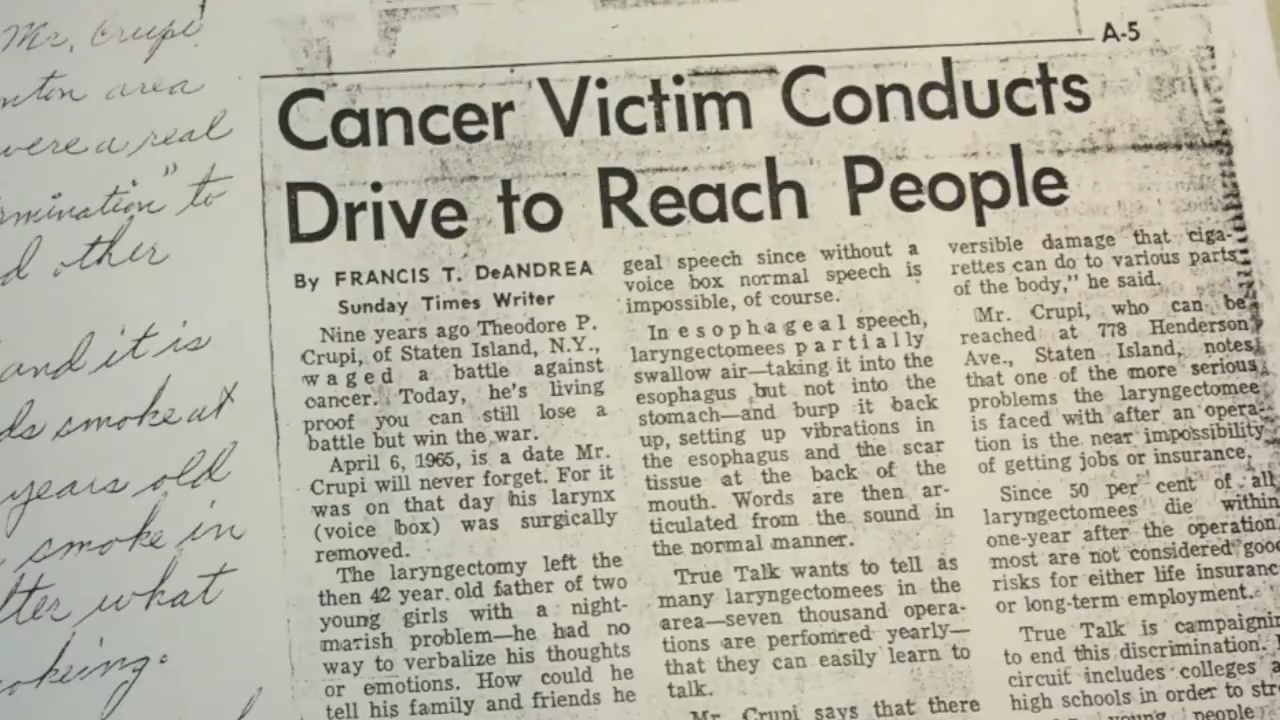 Mr. Crupi
area
were a real
mination" to
d other
and it is
ds smoke at
years old
smoke in
what
A-5
Cancer Victim Conducts
Drive to Reach People
By FRANCIS T. DeANDREA
Sunday Times Writer
Nine years ago Theodore P.
Crupi, of Staten Island, N.Y.,
waged a battle against
cancer. Today, he's living
proof you can still lose a
battle but win the war.
April 6, 1965, is a date Mr.
Crupi will never forget. For it
was on that day his larynx
(voice box) was surgically
removed.
The laryngectomy left the
then 42 year old father of two
young girls with a night-
marish problem—he had no
way to verbalize his thoughts
or emotions. How could he
tell his family and friends he
geal speech since without a
voice box normal speech is
impossible, of course.
In esophageal speech,
laryngectomees partially
swallow air—taking it into the
esophagus but not into the
stomach—and burp it back
up, setting up vibrations in
the esophagus and the scar
tissue at the back of the
mouth. Words are then ar-
ticulated from the sound in
the normal manner.
True Talk wants to tell as
many laryngectomees in the
area—seven thousand opera-
tions are perfomred yearly—
that they can easily learn to
talk.
Mr. Crupi says that there
versible damage that ciga-
rettes can do to various parts
of the body," he said.
Mr. Crupi, who can be
reached at 778 Henderson
Ave., Staten Island, notes
that one of the more serious
problems the laryngectomee
is faced with after an opera-
tion is the near impossibility
of getting jobs or insurance.
Since 50 per cent of all
laryngectomees die within
one-year after the operation
most are not considered good
risks for either life insuranc
or long-term employment.
True Talk is campaignin
to end this discrimination.
circuit includes colleges a
high schools in order to str
young people